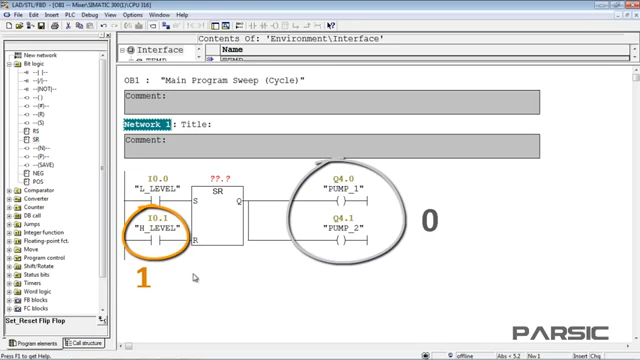 LAD/STL/FBD - [OB1 - Mixer\SIMATIC 300(1)\CPU 316]
File Edit Insert PLC Debug View Options Window Help
New network
Bit logic
--| |--
--|/|--
--|NOT|--
--( )
--(#)
--(R)
--(S)
RS
SR
--(N)--
--(P)--
--(SAVE)
NEG
POS
Comparator
Converter
Counter
DB call
Jumps
Integer function
Floating-point fct.
Move
Program control
Shift/Rotate
Status bits
Timers
Word logic
FB blocks
FC blocks
Set_Reset Flip Flop
Program elements
Call structure
Contents Of: 'Environment\Interface'
Interface
TEMP
Name
TEMP
OB1 : "Main Program Sweep (Cycle)"
Comment:
Network 1: Title:
Comment:
I0.0
"L_LEVEL"
??.?
SR
S
Q
Q4.0
"PUMP_1"
I0.1
"H_LEVEL"
R
Q4.1
"PUMP_2"
0
1
PARSIC
Press F1 to get Help.
offline
Abs < 5.2
Nw 1
Insert